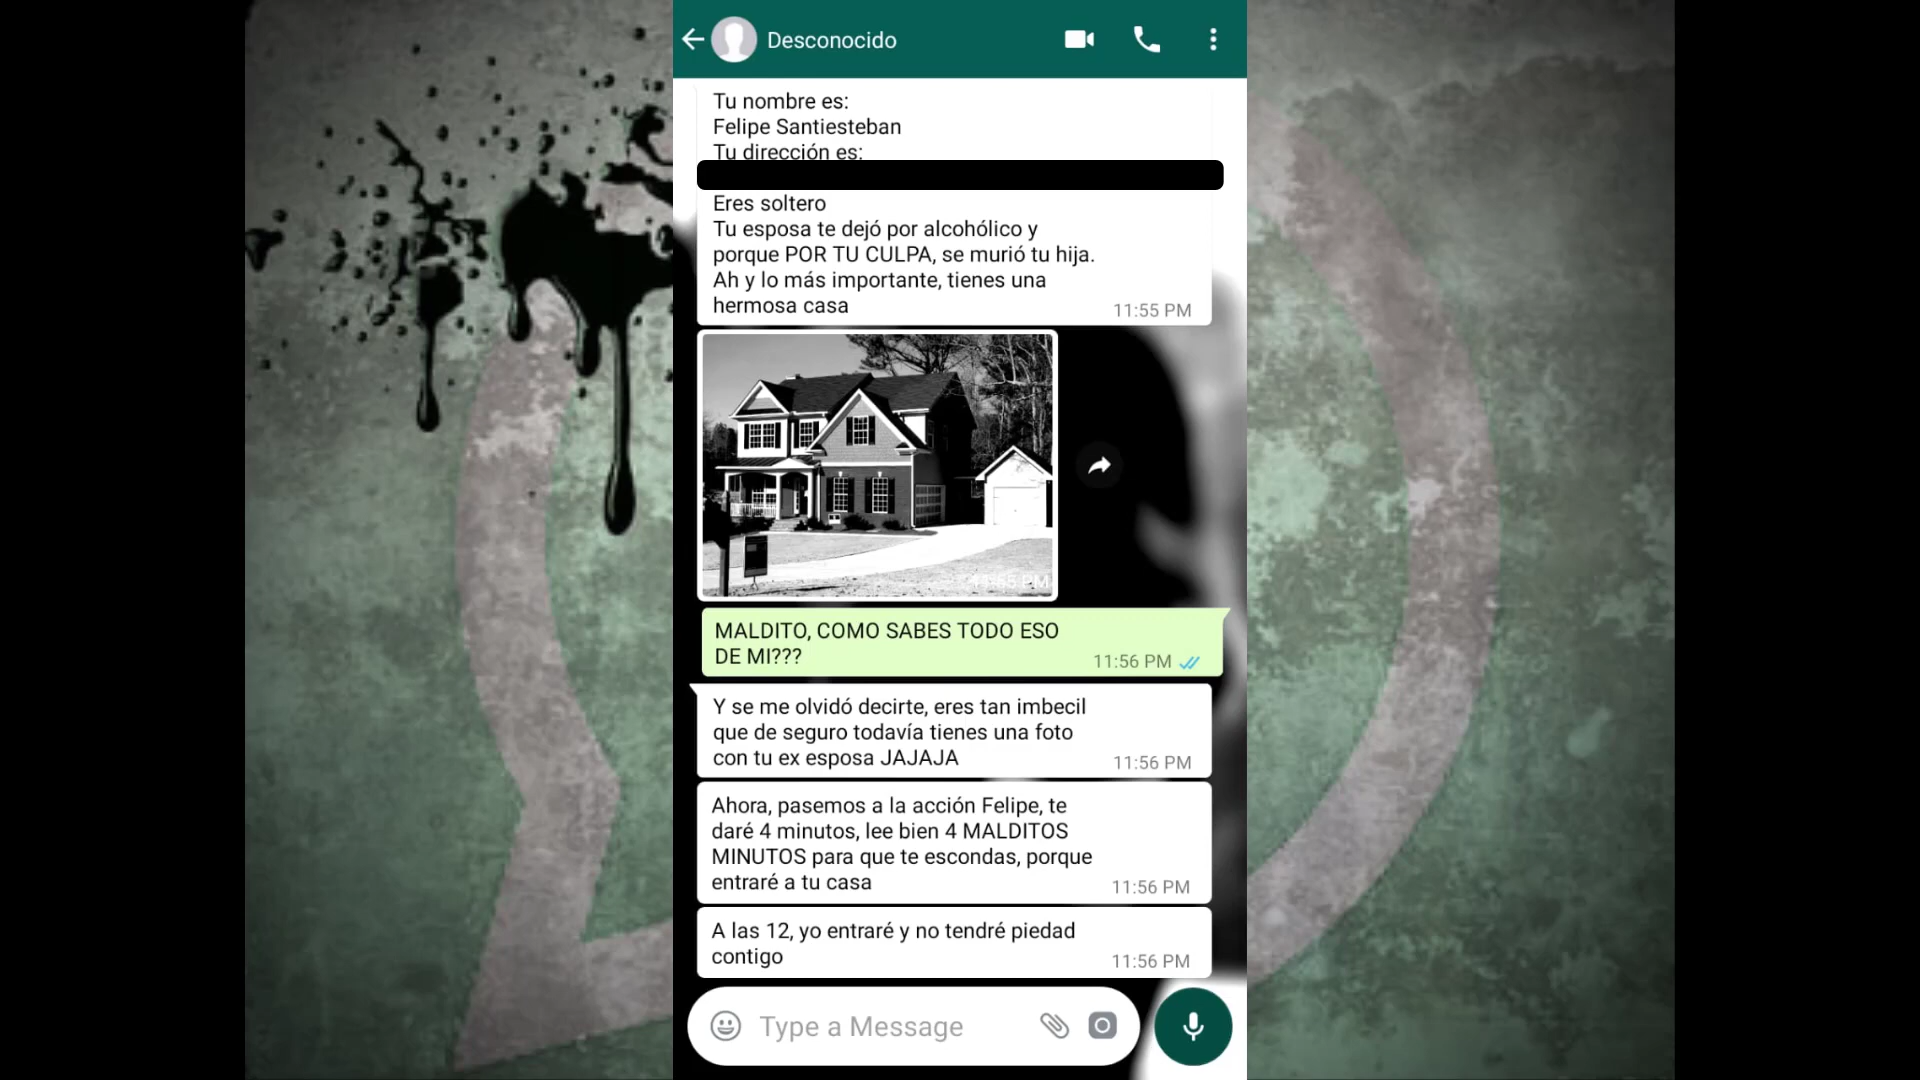 Desconocido
Tu nombre es:
Felipe Santiesteban
Tu dirección es:
Eres soltero
Tu esposa te dejó por alcohólico y
porque POR TU CULPA, se murió tu hija.
Ah y lo más importante, tienes una
hermosa casa
11:55 PM
11:55 PM
MALDITO, COMO SABES TODO ESO
DE MI???
11:56 PM
Y se me olvidó decirte, eres tan imbecil
que de seguro todavía tienes una foto
con tu ex esposa JAJAJA
11:56 PM
Ahora, pasemos a la acción Felipe, te
daré 4 minutos, lee bien 4 MALDITOS
MINUTOS para que te escondas, porque
entraré a tu casa
11:56 PM
A las 12, yo entraré y no tendré piedad
contigo
11:56 PM
Type a Message